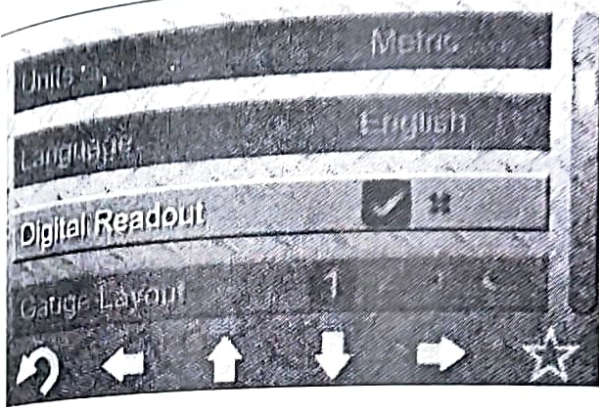 Units Metric
Language English
Digital Readout
Gauge Layout 1